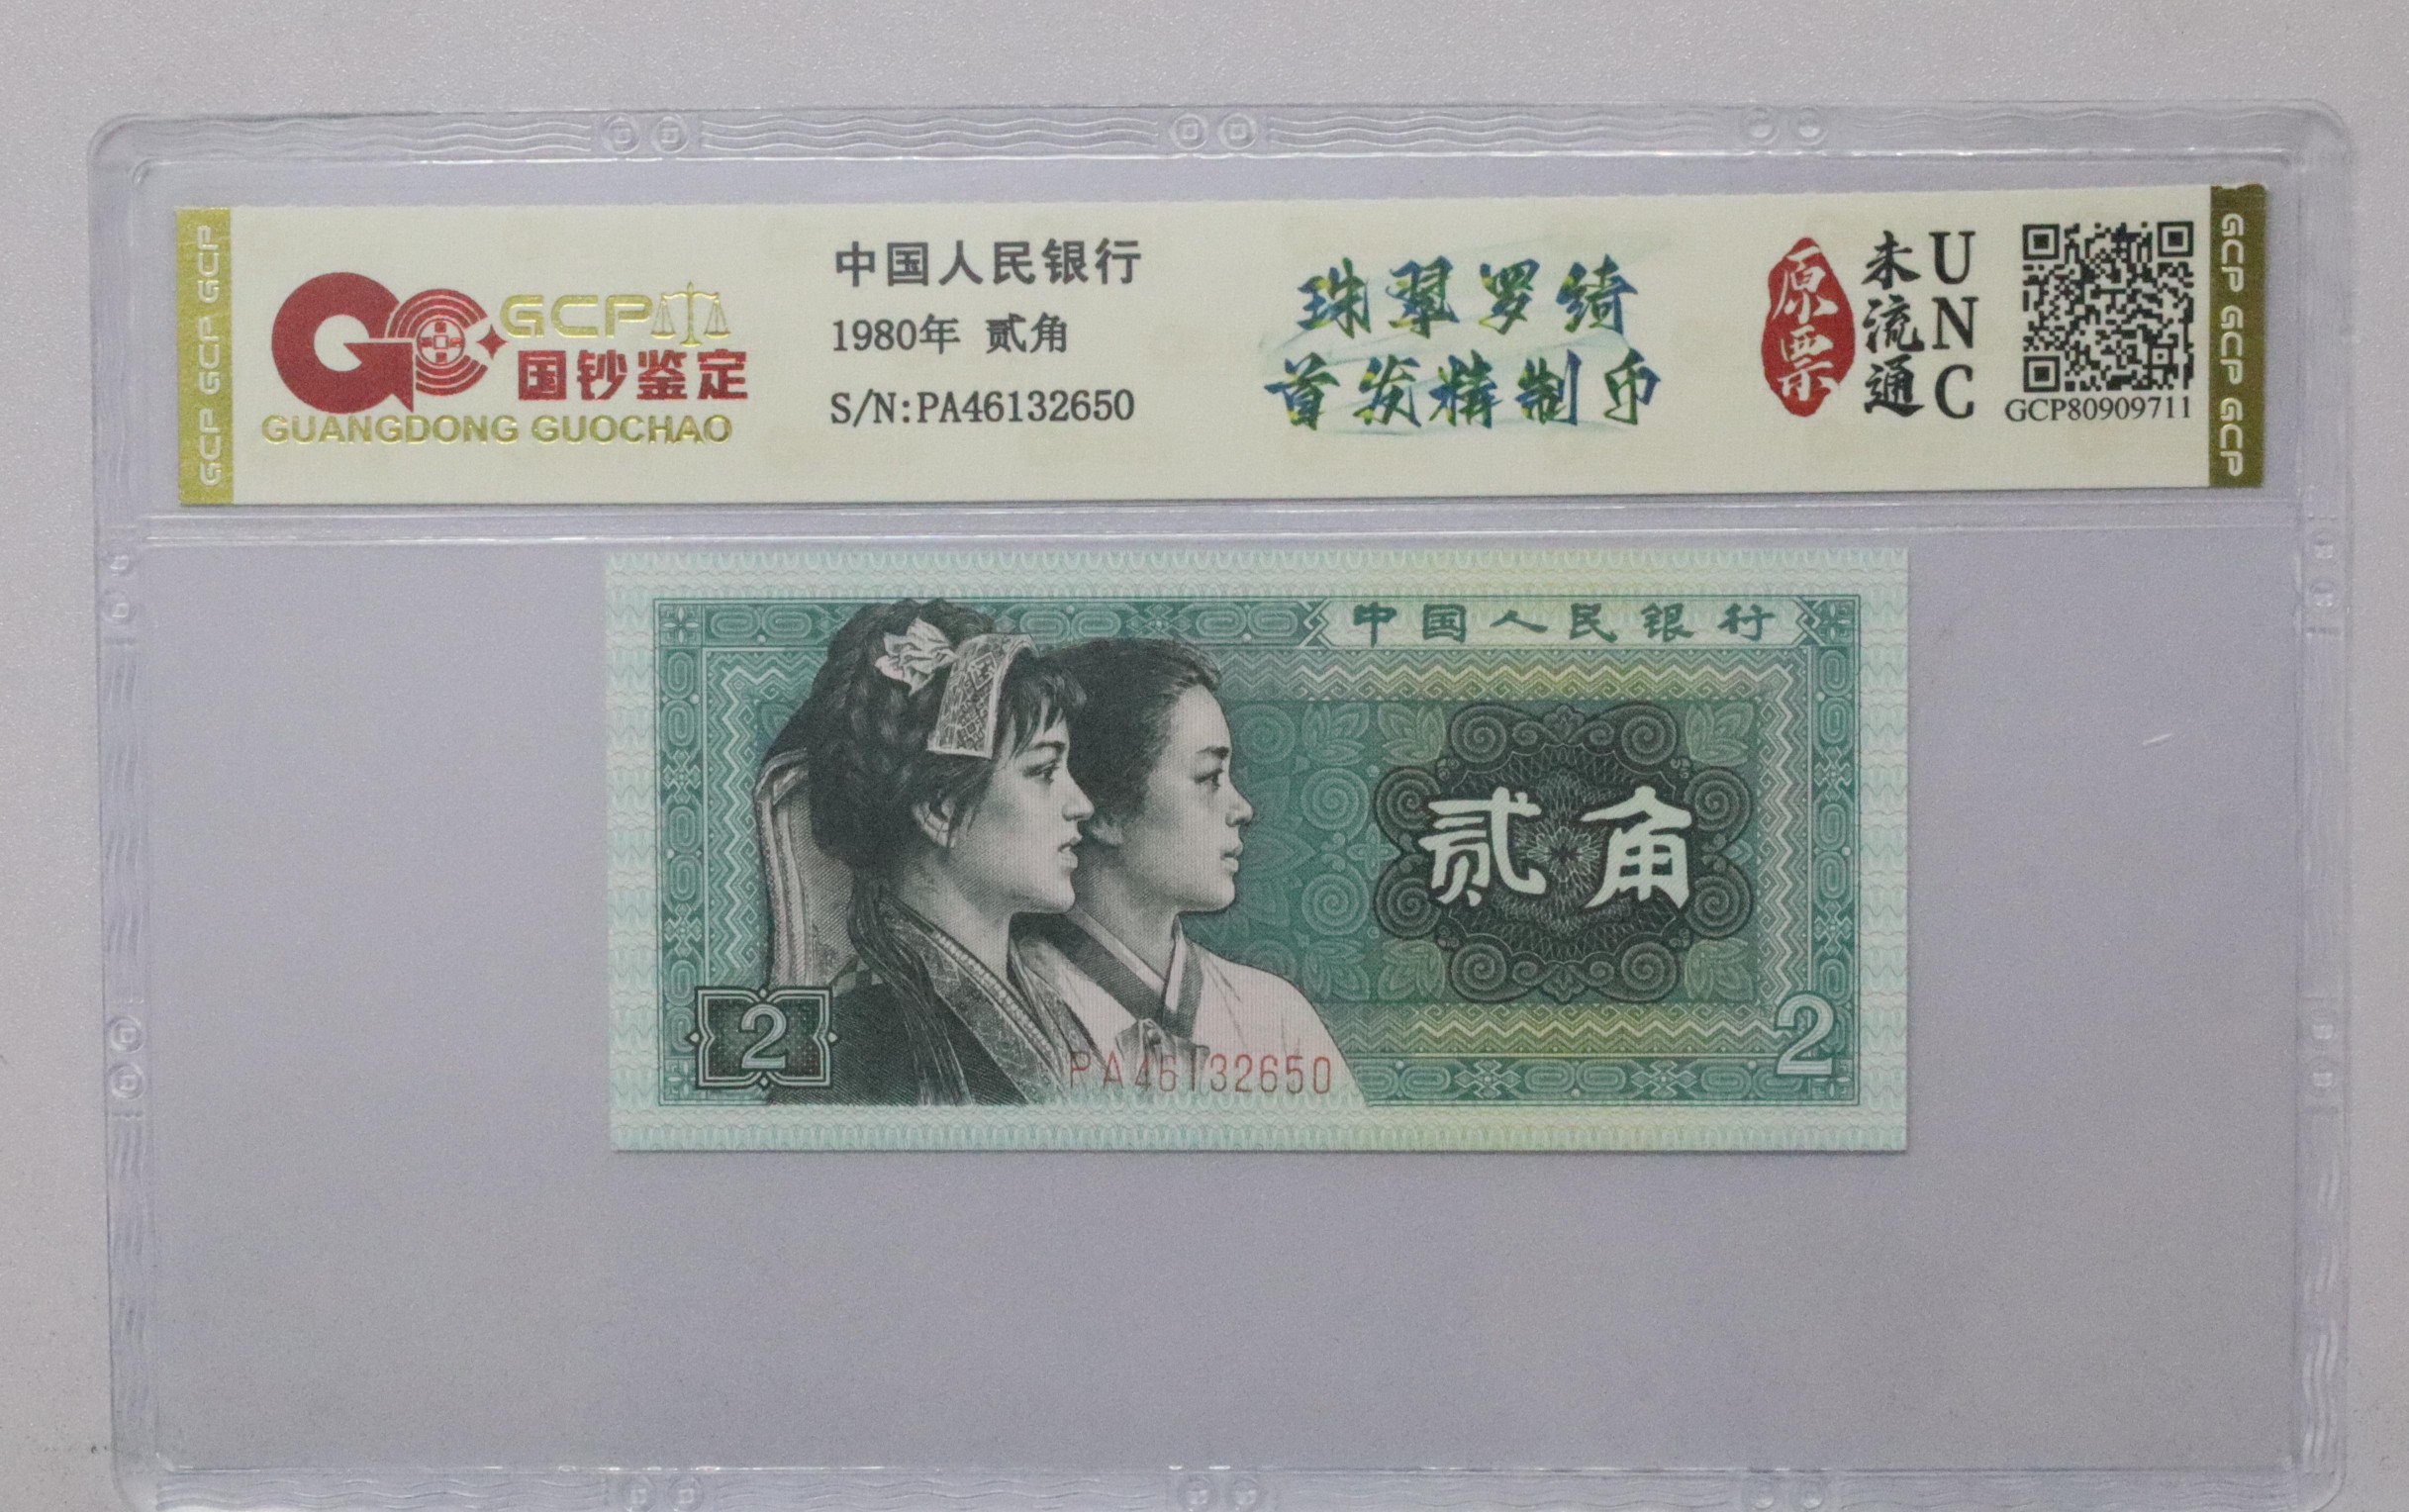 GCP GCP GCP
GCP
国钞鉴定
GUANGDONG GUOCHAO
中国人民银行
1980年 贰角
S/N:PA46132650
珠翠罗绮
首发精制币
原票
未流通
UNC
GCP80909711
GCP GCP GCP
中国人民银行
贰角
2
2
PA46132650